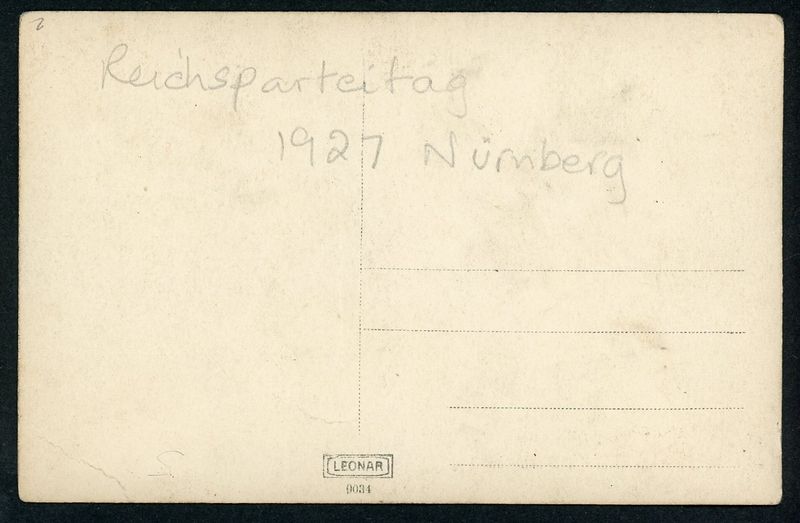 Reichsparteitag
1927 Nürnberg
LEONAR
9034